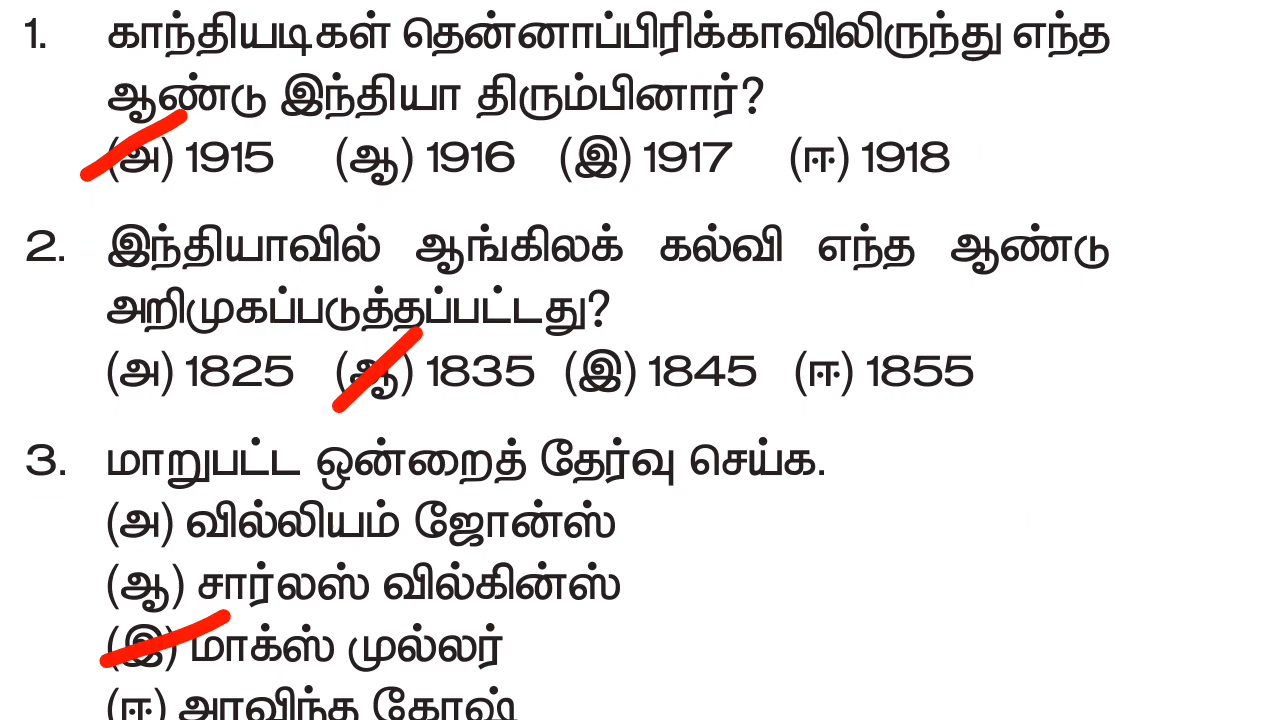 1. காந்தியடிகள் தென்னாப்பிரிக்காவிலிருந்து எந்த
ஆண்டு இந்தியா திரும்பினார்?
(அ) 1915 (ஆ) 1916 (இ) 1917 (ஈ) 1918
2. இந்தியாவில் ஆங்கிலக் கல்வி எந்த ஆண்டு
அறிமுகப்படுத்தப்பட்டது?
(அ) 1825 (ஆ) 1835 (இ) 1845 (ஈ) 1855
3. மாறுபட்ட ஒன்றைத் தேர்வு செய்க.
(அ) வில்லியம் ஜோன்ஸ்
(ஆ) சார்லஸ் வில்கின்ஸ்
(இ) மாக்ஸ் முல்லர்
(ஈ) அரவிந்த கோஷ்